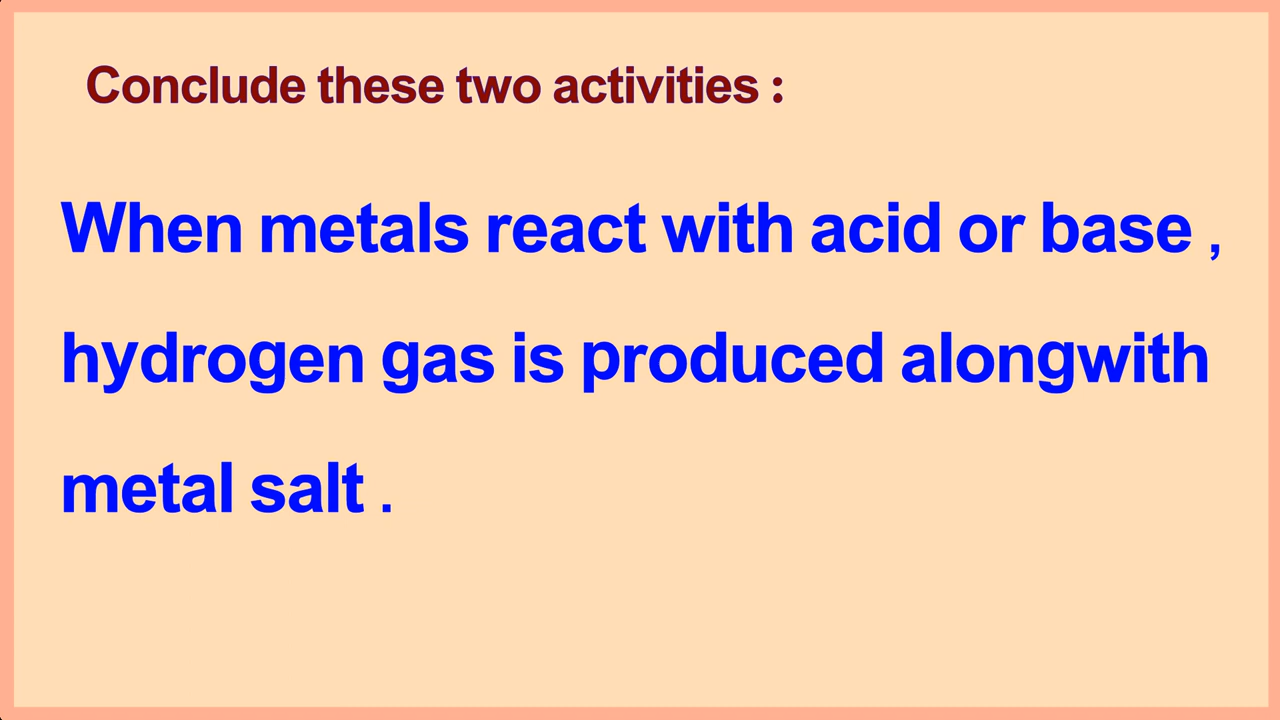 Conclude these two activities :
When metals react with acid or base ,
hydrogen gas is produced alongwith
metal salt .